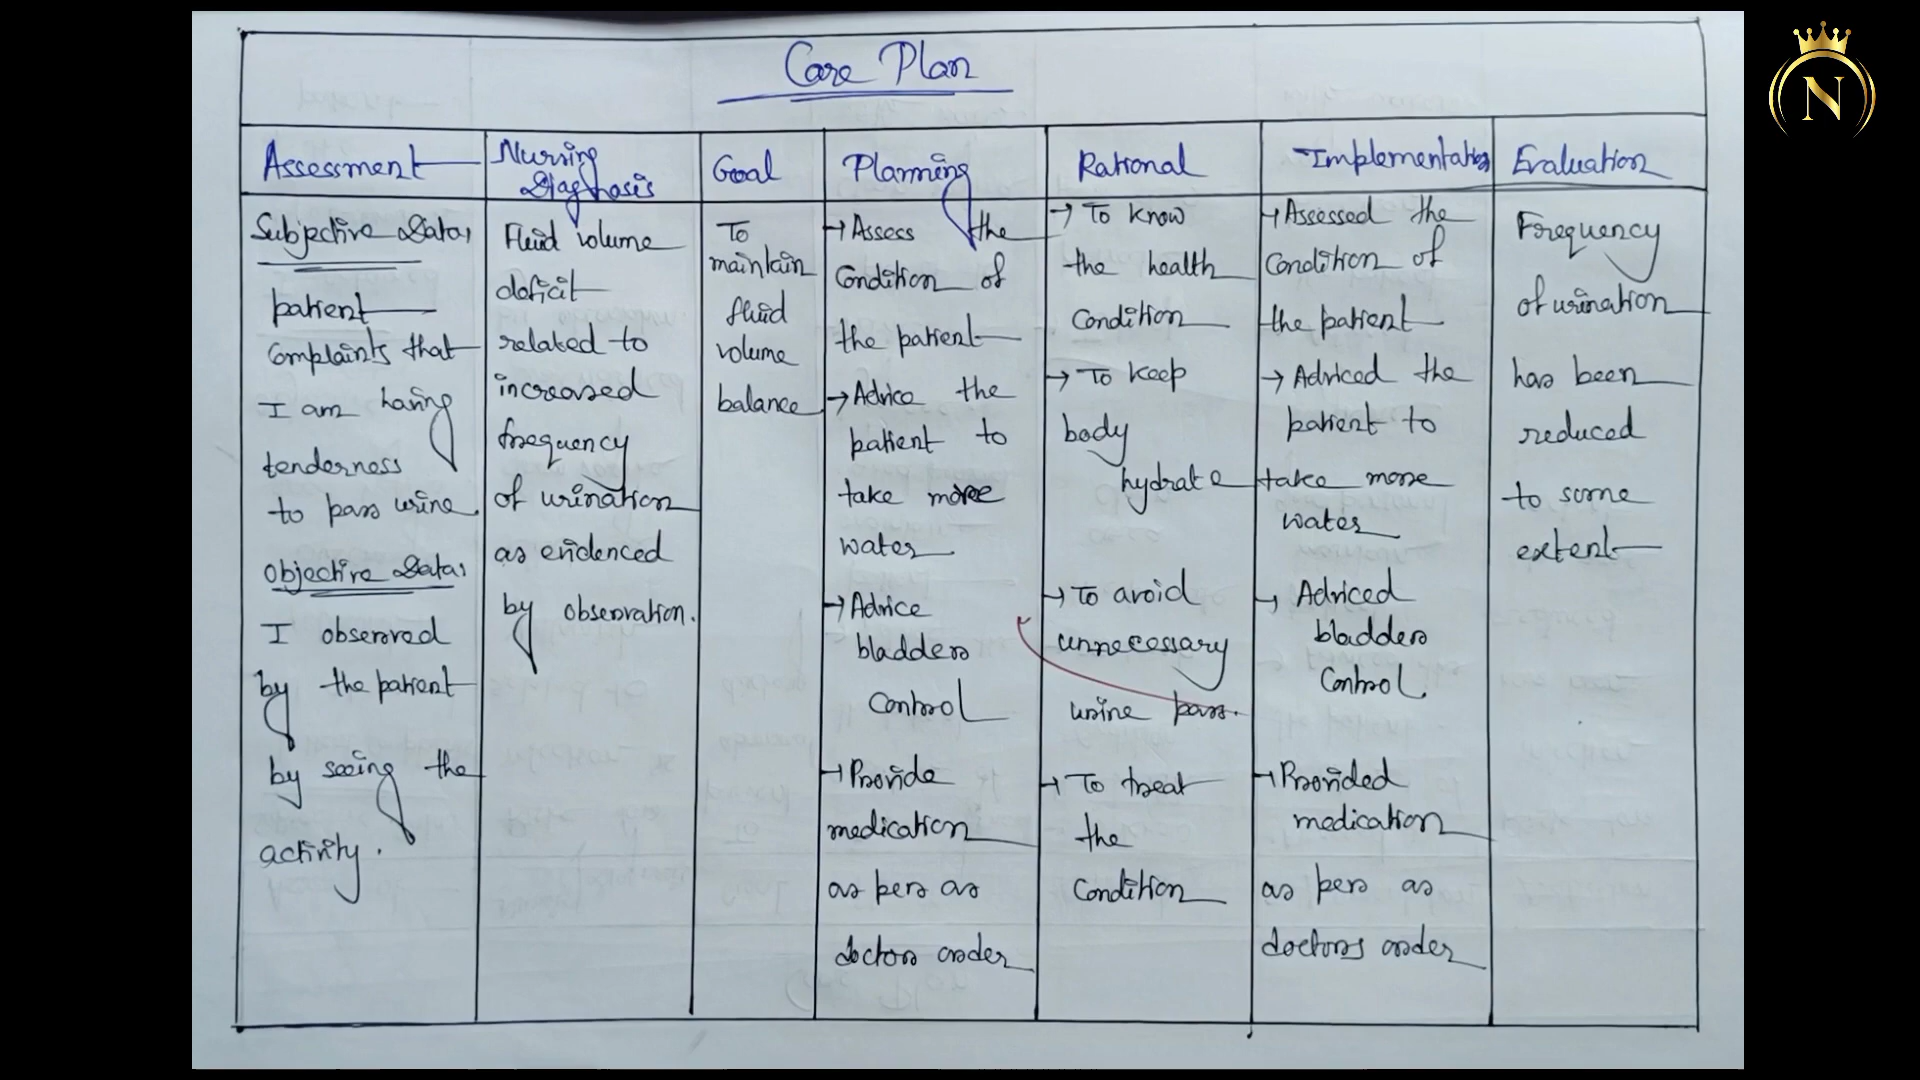 Care Plan
Assessment
Subjective Data,
patient
Complaints that
I am having
tenderness
to pass urine
Objective Data,
I observed
by the patient
by seeing the
activity.
Nursing
Diagnosis
Fluid volume
deficit
related to
increased
frequency
of urination
as evidenced
by observation.
Goal
To
maintain
fluid
volume
balance
Planning
→ Assess the
Condition of
the patient
→ Advice the
patient to
take more
water
→ Advice
bladder
Control
→ Provide
medication
as per as
doctor order
Rational
→ To know
the health
Condition
→ To keep
body
hydrate
→ To avoid
unnecessary
urine pass.
→ To treat
the
Condition
Implementation
→ Assessed the
Condition of
the patient
→ Adviced the
patient to
take more
water
→ Adviced
bladder
Control
→ Provided
medication
as per as
doctors order
Evaluation
Frequency
of urination
has been
reduced
to some
extent
N